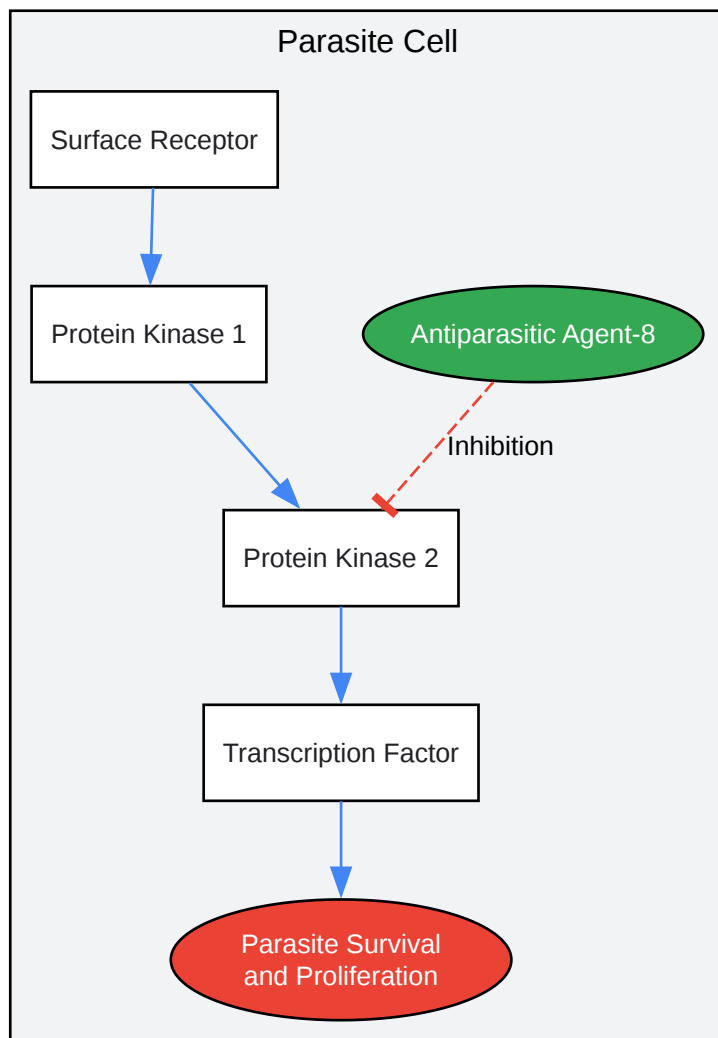 Parasite Cell
Surface Receptor
Protein Kinase 1
Antiparasitic Agent-8
Inhibition
Protein Kinase 2
Transcription Factor
Parasite Survival
and Proliferation